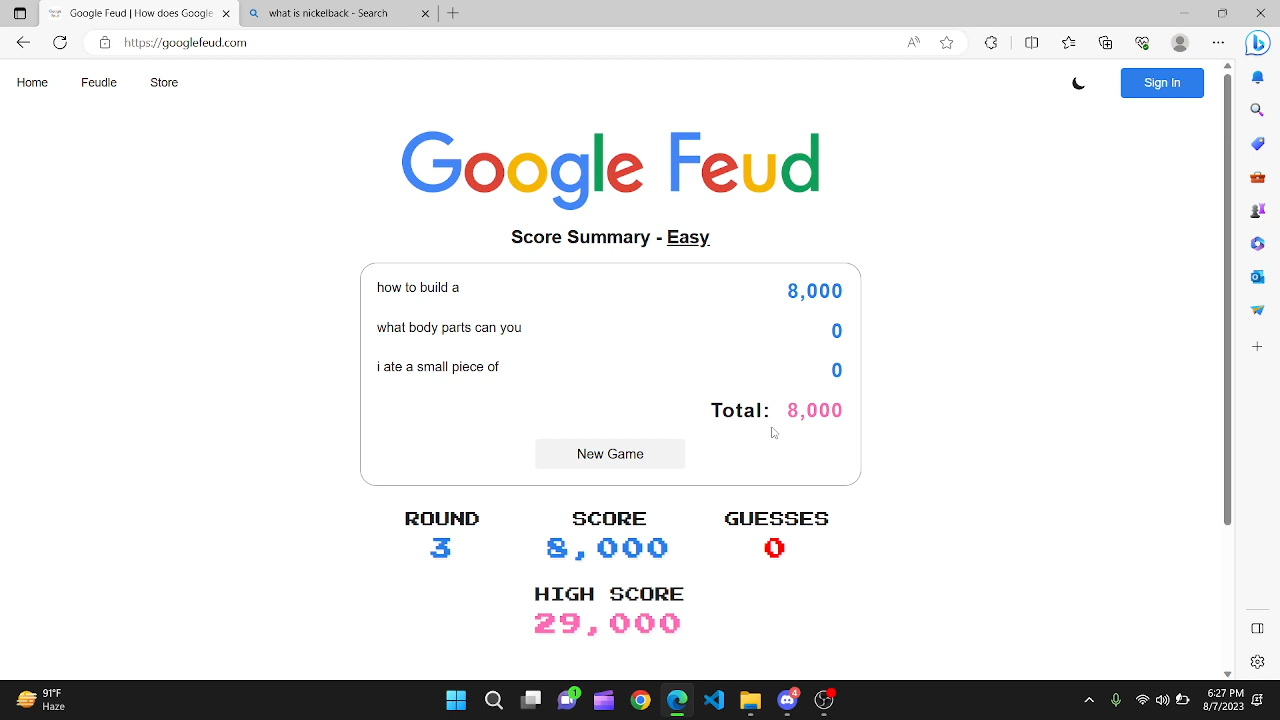 Google Feud | How does Google
what is nickelback - Search
https://googlefeud.com
Home
Feudle
Store
Sign In
Google Feud
Score Summary - Easy
how to build a 8,000
what body parts can you 0
i ate a small piece of 0
Total: 8,000
New Game
ROUND SCORE GUESSES
3 8,000 0
HIGH SCORE
29,000
91°F
Haze
1
4
6:27 PM
8/7/2023